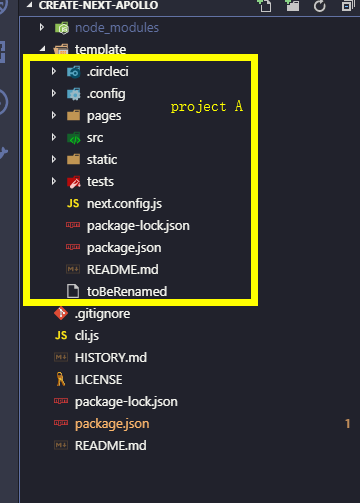 CREATE-NEXT-APOLLO
node_modules
template
.circleci
.config
project A
pages
src
static
tests
JS next.config.js
package-lock.json
package.json
README.md
toBeRenamed
.gitignore
JS cli.js
HISTORY.md
LICENSE
package-lock.json
package.json 1
README.md